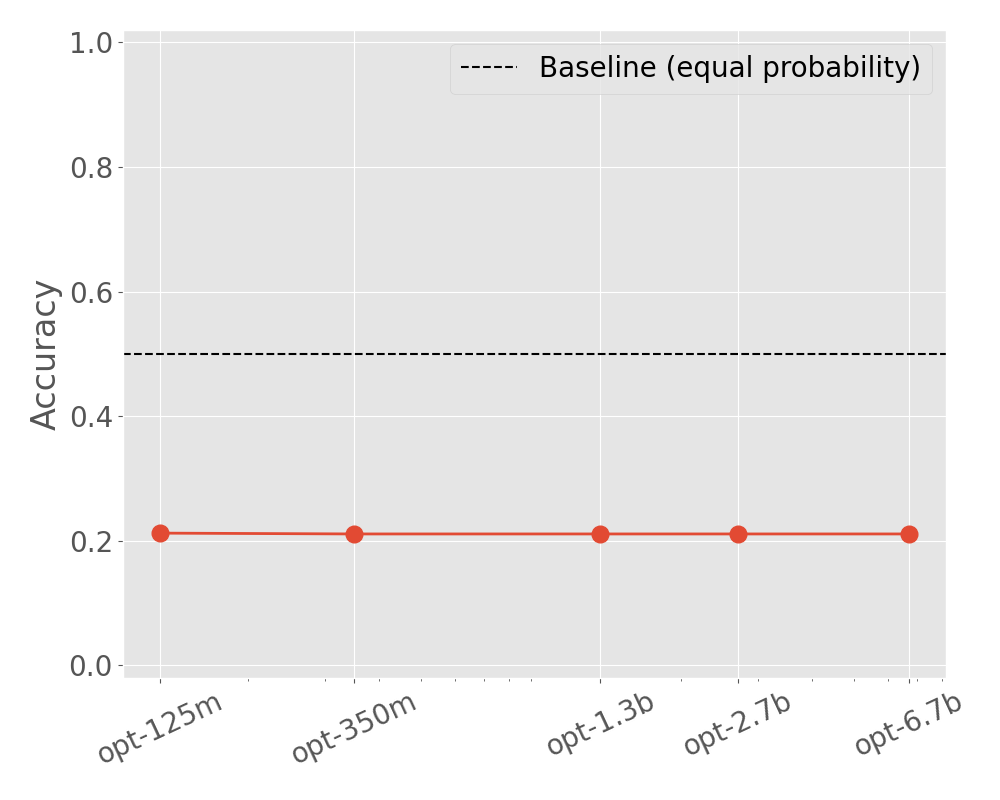 Baseline (equal probability)
Accuracy
1.0
0.8
0.6
0.4
0.2
0.0
opt-125m
opt-350m
opt-1.3b
opt-2.7b
opt-6.7b